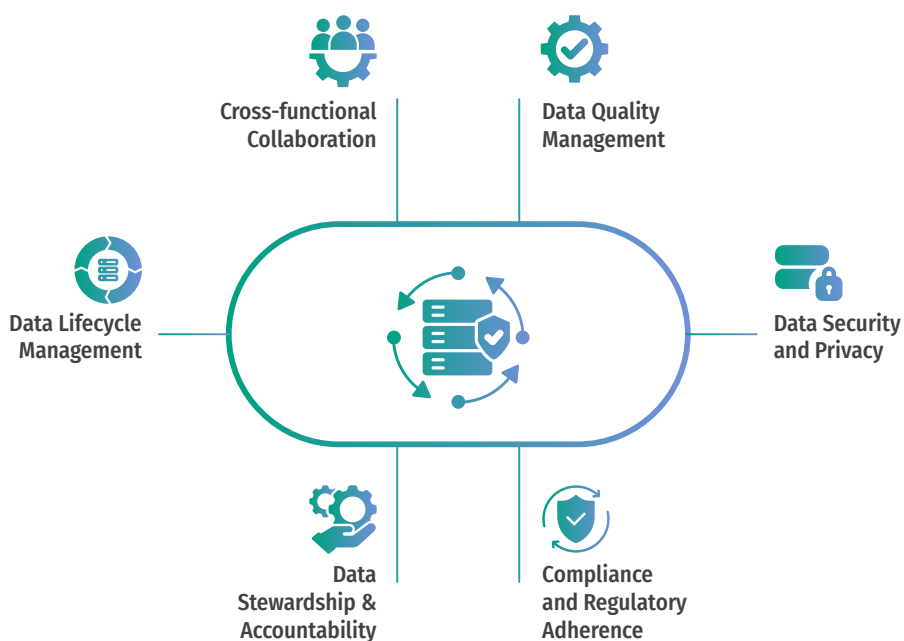 Cross-functional
Collaboration
Data Quality
Management
Data Lifecycle
Management
Data Security
and Privacy
Data
Stewardship &
Accountability
Compliance
and Regulatory
Adherence